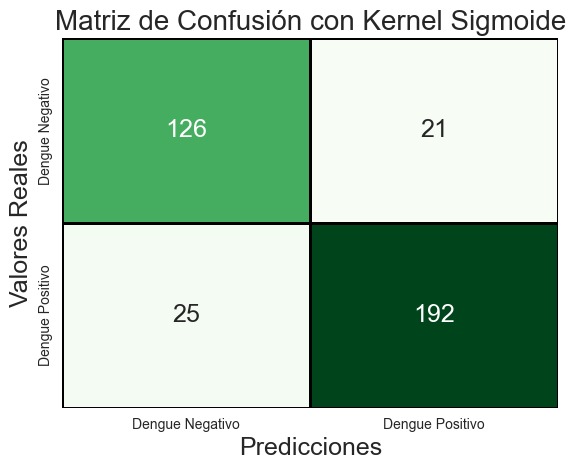 Matriz de Confusión con Kernel Sigmoide
Valores Reales
Dengue Negativo
126
21
Dengue Positivo
25
192
Dengue Negativo
Dengue Positivo
Predicciones